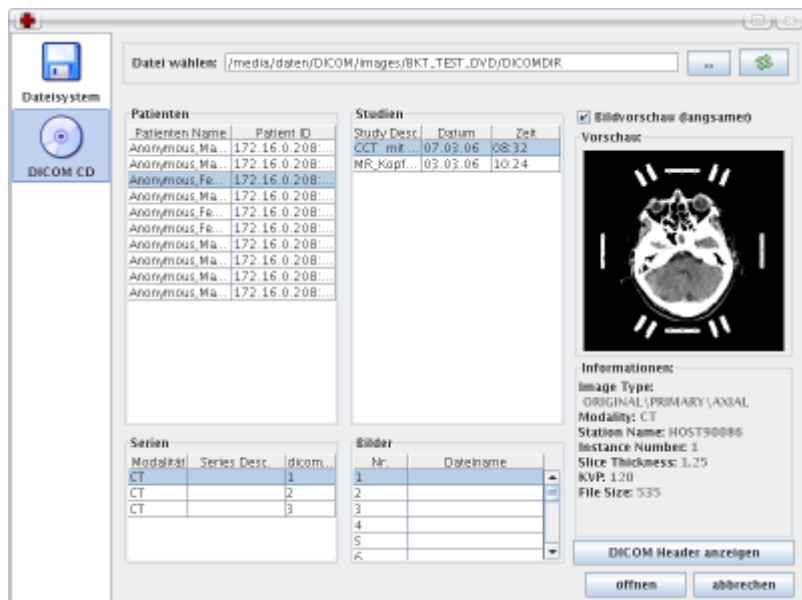 Datei wählen: /media/daten/DICOM/images/BKT_TEST_DVD/DICOMDIR ...
Dateisystem
DICOM CD
Patienten
Patienten Name Patient ID
Anonymous,Ma... 172.16.0.208:...
Anonymous,Ma... 172.16.0.208:...
Anonymous,Fe... 172.16.0.208:...
Anonymous,Ma... 172.16.0.208:...
Anonymous,Fe... 172.16.0.208:...
Anonymous,Fe... 172.16.0.208:...
Anonymous,Ma... 172.16.0.208:...
Anonymous,Ma... 172.16.0.208:...
Anonymous,Ma... 172.16.0.208:...
Anonymous,Ma... 172.16.0.208:...
Studien
Study Desc. Datum Zeit
CCT mit ... 07.03.06 08:32
MR_Kopf... 03.03.06 10:24
Bildvorschau (langsamer)
Vorschau:
Informationen:
Image Type:
ORIGINAL\PRIMARY\AXIAL
Modality: CT
Station Name: HOST90086
Instance Number: 1
Slice Thickness: 1.25
KVP: 120
File Size: 535
Serien
Modalität Series Desc. dicom...
CT 1
CT 2
CT 3
Bilder
Nr. Dateiname
1
2
3
4
5
6
DICOM Header anzeigen
öffnen abbrechen